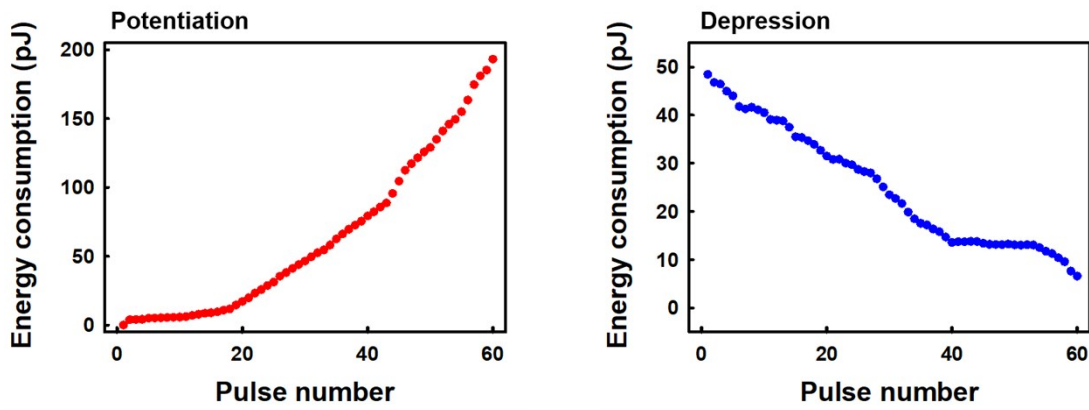 Potentiation
Energy consumption (pJ)
200
150
100
50
0
0 20 40 60
Pulse number
Depression
Energy consumption (pJ)
50
40
30
20
10
0
0 20 40 60
Pulse number